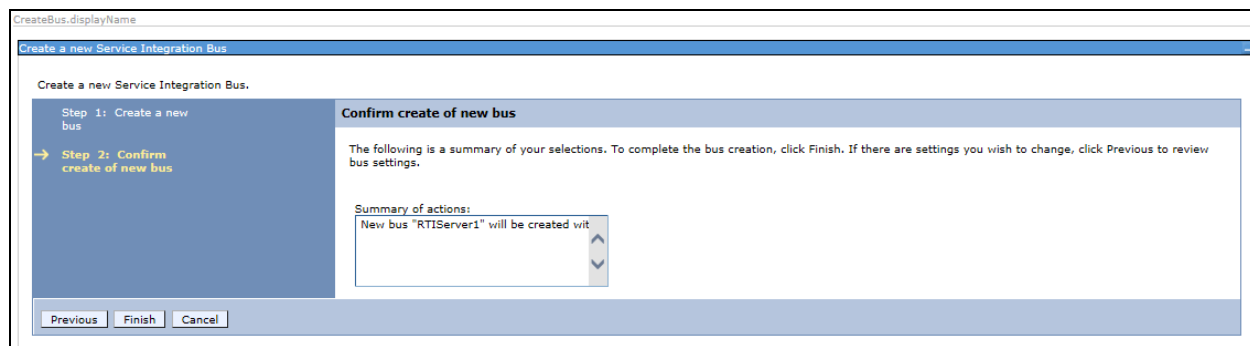 CreateBus.displayName
Create a new Service Integration Bus
Create a new Service Integration Bus.
Step 1: Create a new
bus
Step 2: Confirm
create of new bus
Confirm create of new bus
The following is a summary of your selections. To complete the bus creation, click Finish. If there are settings you wish to change, click Previous to review
bus settings.
Summary of actions:
New bus "RTIServer1" will be created wit
Previous Finish Cancel